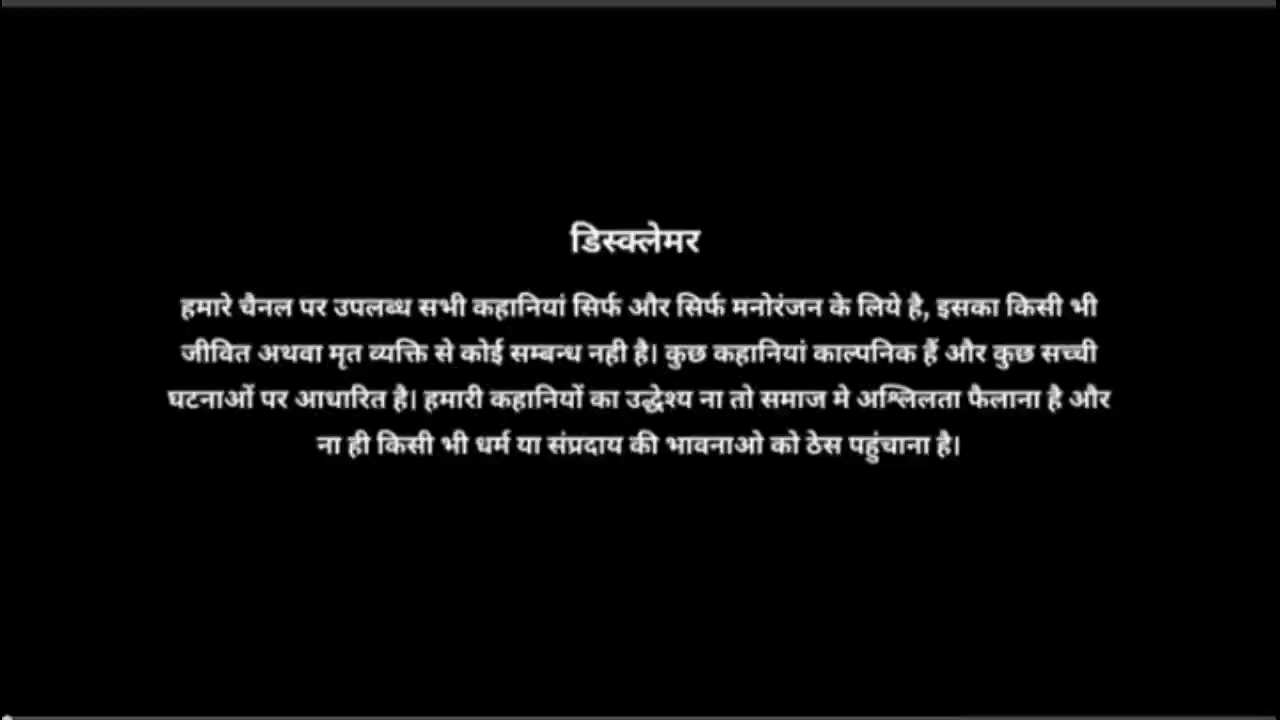 डिस्क्लेमर
हमारे चैनल पर उपलब्ध सभी कहानियां सिर्फ और सिर्फ मनोरंजन के लिये है, इसका किसी भी
जीवित अथवा मृत व्यक्ति से कोई सम्बन्ध नही है। कुछ कहानियां काल्पनिक हैं और कुछ सच्ची
घटनाओं पर आधारित है। हमारी कहानियों का उद्धेश्य ना तो समाज मे अश्लिलता फैलाना है और
ना ही किसी भी धर्म या संप्रदाय की भावनाओ को ठेस पहुंचाना है।